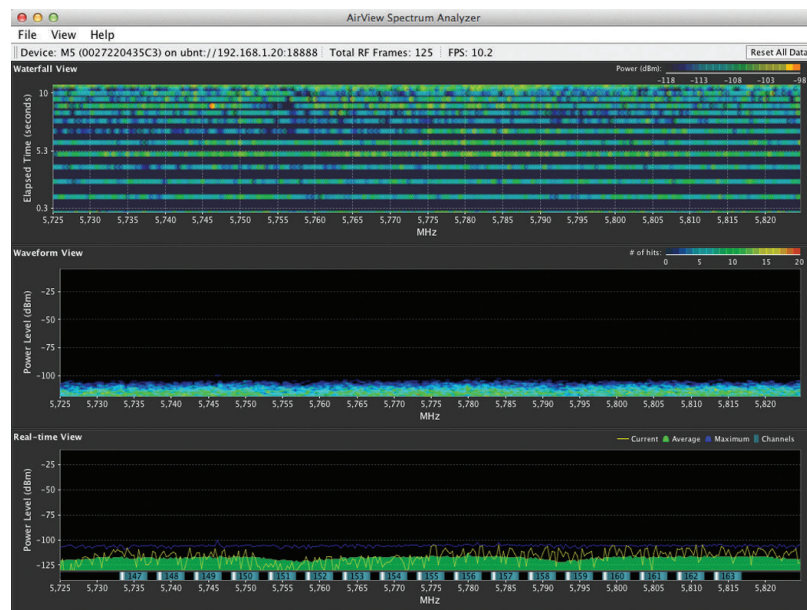 AirView Spectrum Analyzer
File View Help
Device: M5 (0027220435C3) on ubnt://192.168.1.20:18888 Total RF Frames: 125 FPS: 10.2 Reset All Data
Waterfall View Power (dBm): -118 -113 -108 -103 -98
Elapsed Time (seconds)
10
5.3
0.3
5,725 5,730 5,735 5,740 5,745 5,750 5,755 5,760 5,765 5,770 5,775 5,780 5,785 5,790 5,795 5,800 5,805 5,810 5,815 5,820
MHz
Waveform View # of hits: 0 5 10 15 20
Power Level (dBm)
-25
-50
-75
-100
5,725 5,730 5,735 5,740 5,745 5,750 5,755 5,760 5,765 5,770 5,775 5,780 5,785 5,790 5,795 5,800 5,805 5,810 5,815 5,820
MHz
Real-time View Current Average Maximum Channels
Power Level (dBm)
-25
-50
-75
-100
-125
147 148 149 150 151 152 153 154 155 156 157 158 159 160 161 162 163
5,725 5,730 5,735 5,740 5,745 5,750 5,755 5,760 5,765 5,770 5,775 5,780 5,785 5,790 5,795 5,800 5,805 5,810 5,815 5,820
MHz